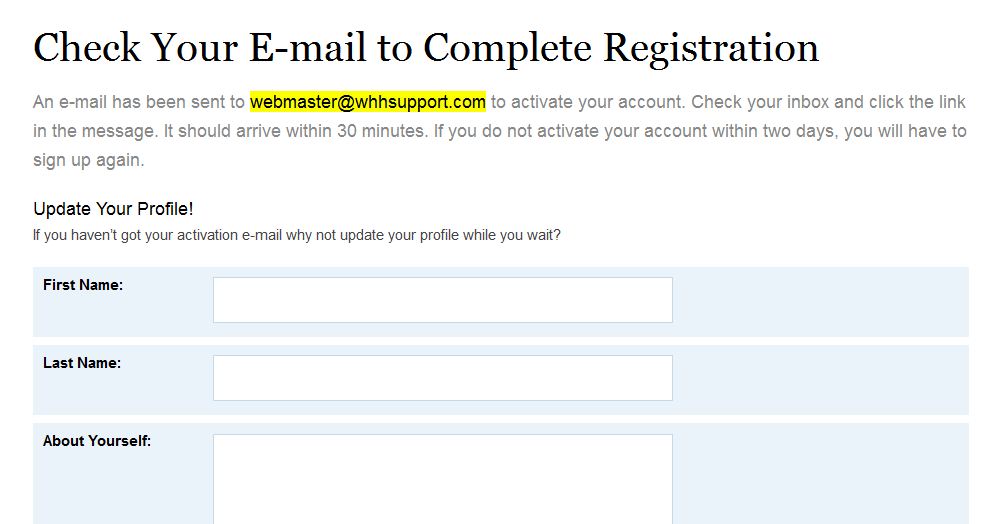 Check Your E-mail to Complete Registration
An e-mail has been sent to webmaster@whhsupport.com to activate your account. Check your inbox and click the link
in the message. It should arrive within 30 minutes. If you do not activate your account within two days, you will have to
sign up again.
Update Your Profile!
If you haven’t got your activation e-mail why not update your profile while you wait?
First Name:
Last Name:
About Yourself: